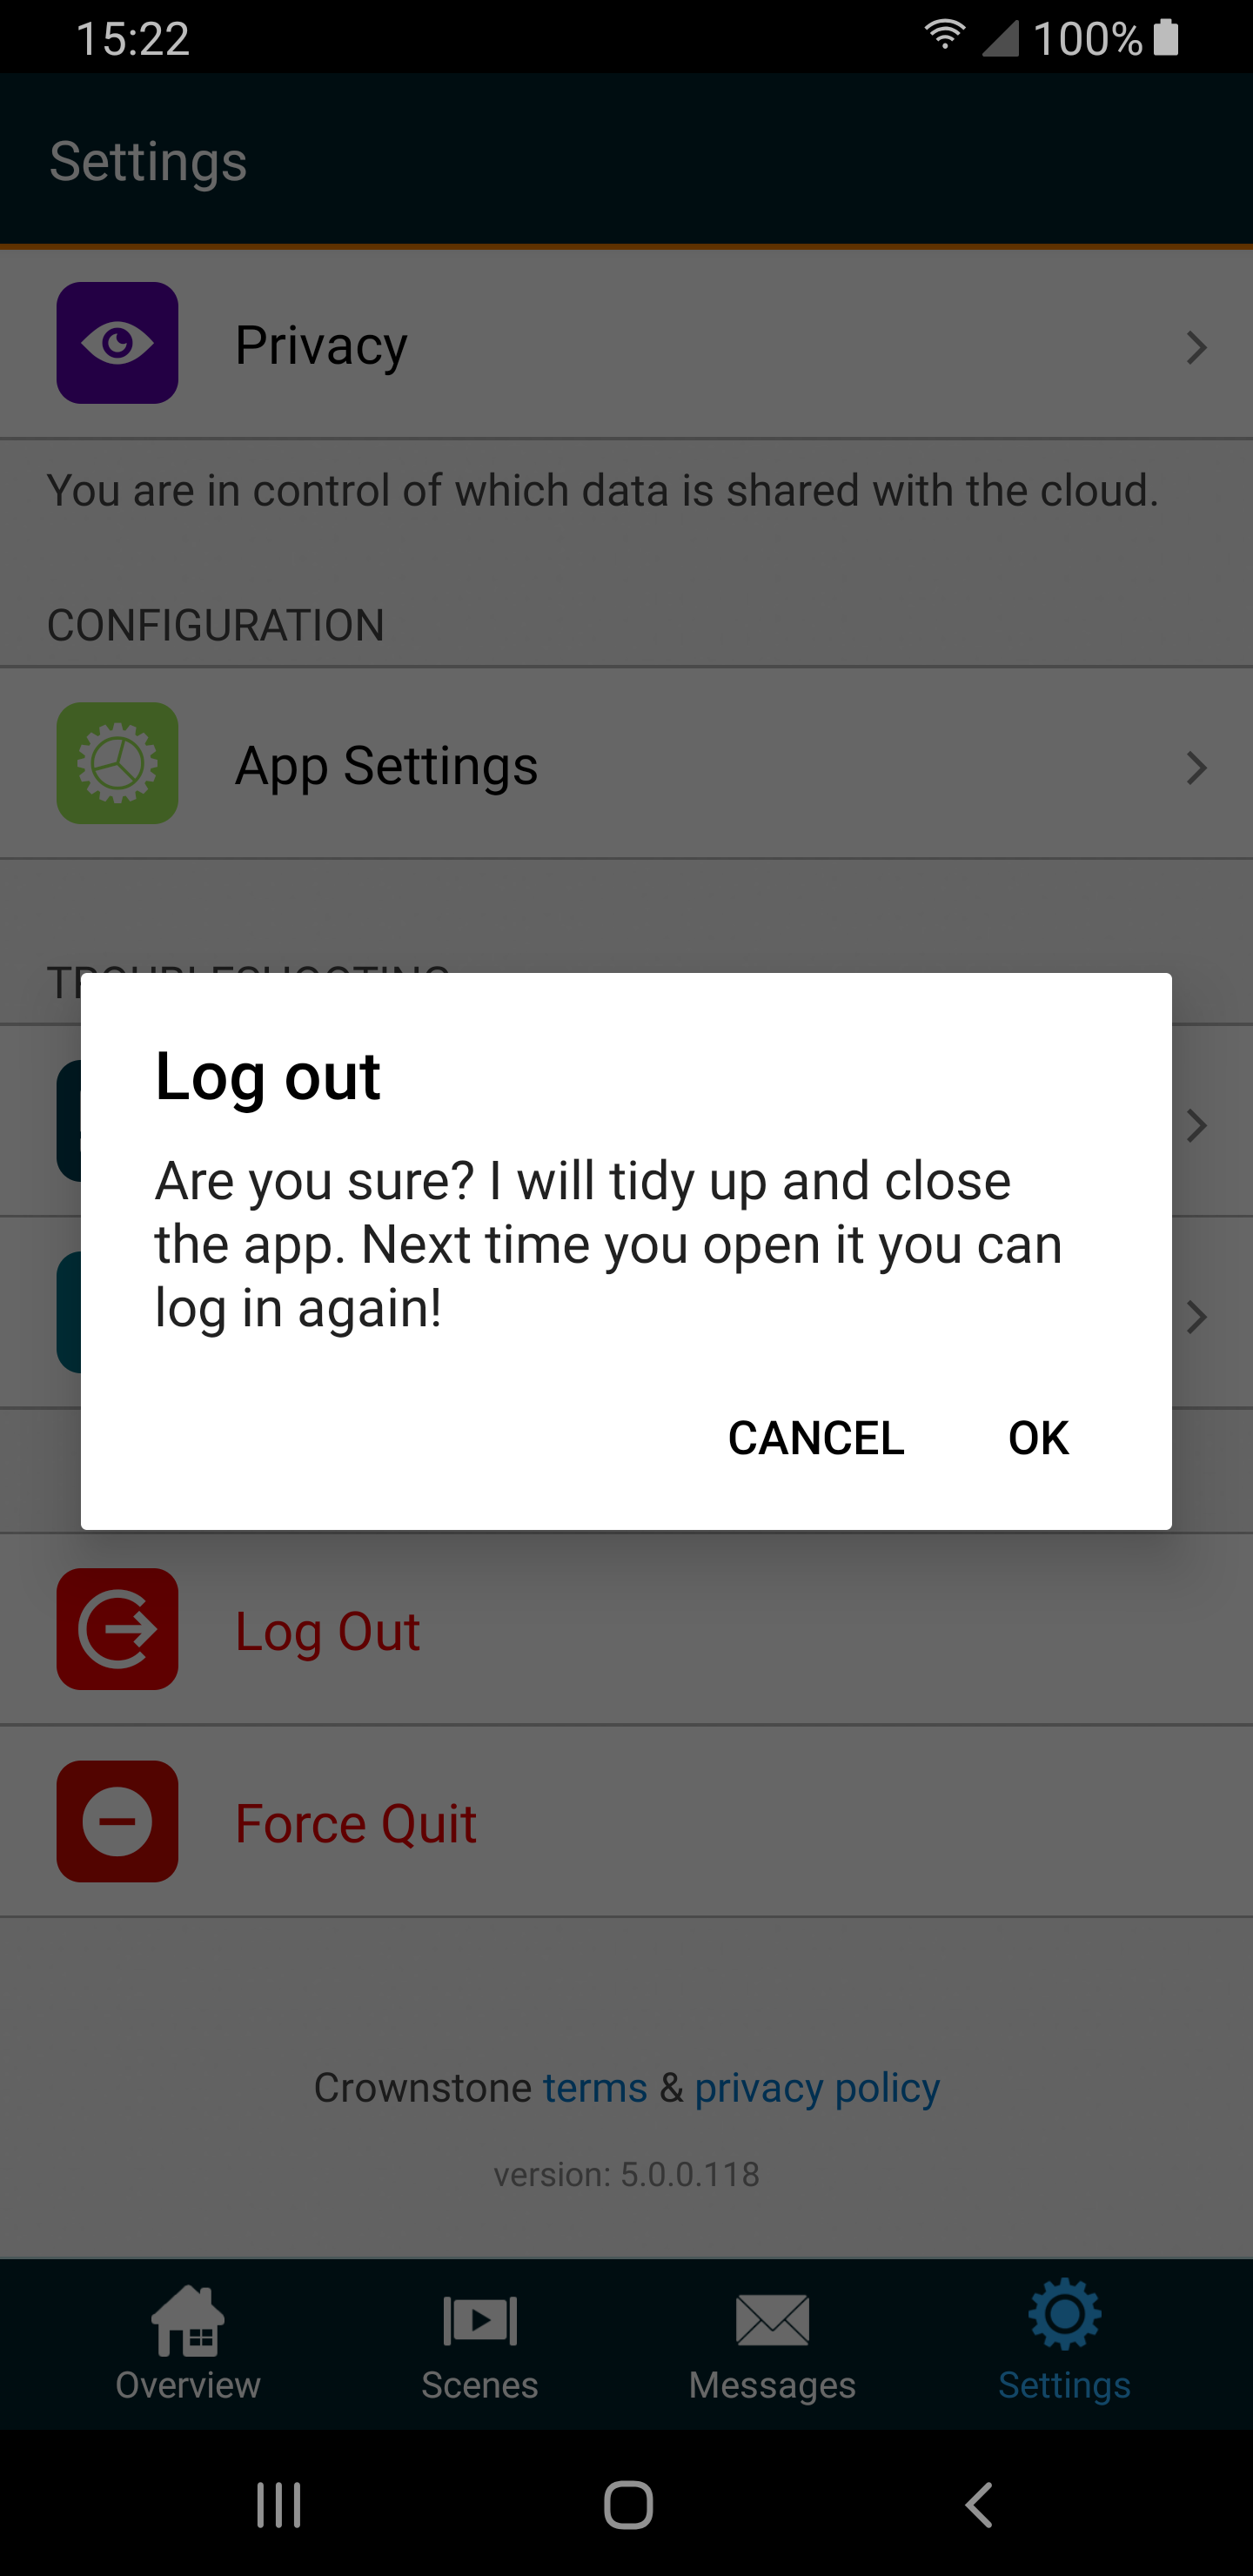 15:22
100%
Settings
Privacy
You are in control of which data is shared with the cloud.
CONFIGURATION
App Settings
TROUBLESHOOTING
Log out
Are you sure? I will tidy up and close
the app. Next time you open it you can
log in again!
CANCEL OK
Log Out
Force Quit
Crownstone terms & privacy policy
version: 5.0.0.118
Overview Scenes Messages Settings